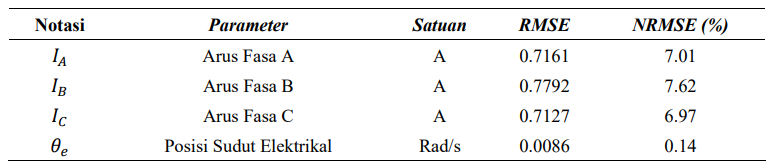 Notasi Parameter Satuan RMSE NRMSE (%)
I_A Arus Fasa A A 0.7161 7.01
I_B Arus Fasa B A 0.7792 7.62
I_C Arus Fasa C A 0.7127 6.97
θ_e Posisi Sudut Elektrikal Rad/s 0.0086 0.14